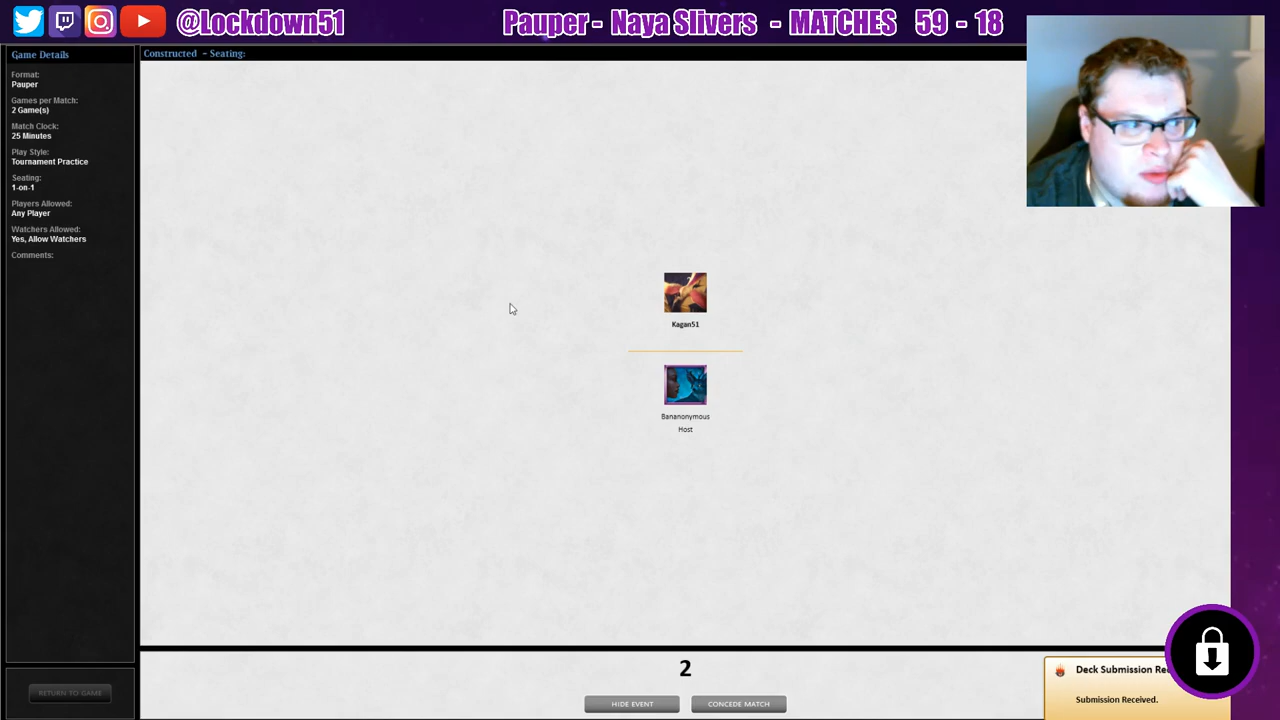 @Lockdown51
Pauper - Naya Slivers - MATCHES 59 - 18
Game Details
Constructed - Seating:
Format:
Pauper
Games per Match:
2 Game(s)
Match Clock:
25 Minutes
Play Style:
Tournament Practice
Seating:
1-on-1
Players Allowed:
Any Player
Watchers Allowed:
Yes, Allow Watchers
Comments:
Kagan51
Bananonymous
Host
2
RETURN TO GAME
HIDE EVENT
CONCEDE MATCH
Deck Submission Rec
Submission Received.